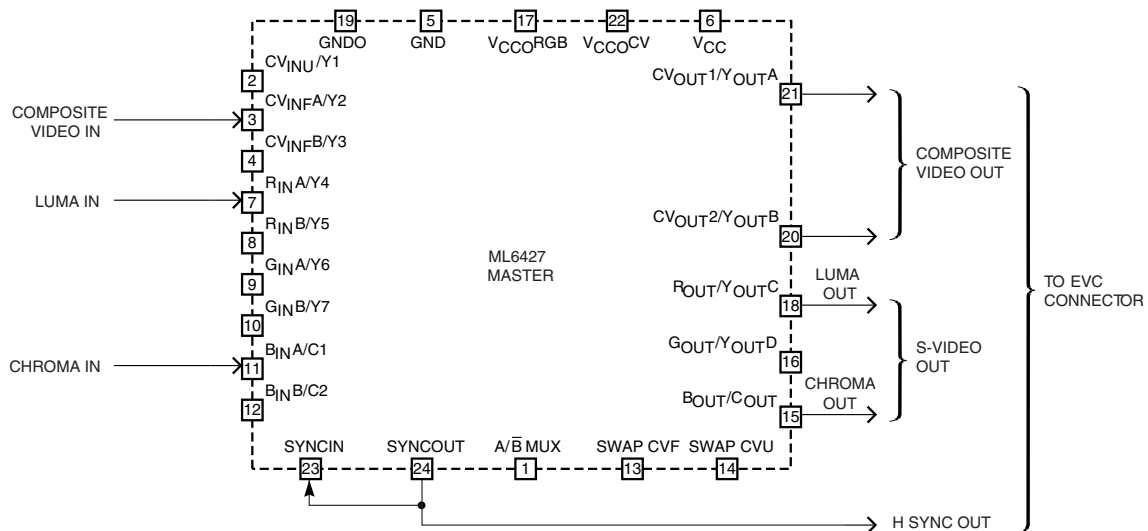 19 5 17 22 6
GNDO GND VCCORGB VCCOCV VCC
2 CVINU/Y1
CVOUT1/YOUTA 21
COMPOSITE
VIDEO IN
3 CVINFA/Y2
4 CVINFB/Y3
COMPOSITE
VIDEO OUT
LUMA IN
7 RINA/Y4
8 RINB/Y5
CVOUT2/YOUTB 20
ML6427
MASTER
9 GINA/Y6
10 GINB/Y7
ROUT/YOUTC 18
LUMA
OUT
TO EVC
CONNECTOR
GOUT/YOUTD 16
S-VIDEO
OUT
CHROMA IN
11 BINA/C1
12 BINB/C2
BOUT/COUT 15
CHROMA
OUT
SYNCIN SYNCOUT A/B̅ MUX SWAP CVF SWAP CVU
23 24 1 13 14
H SYNC OUT